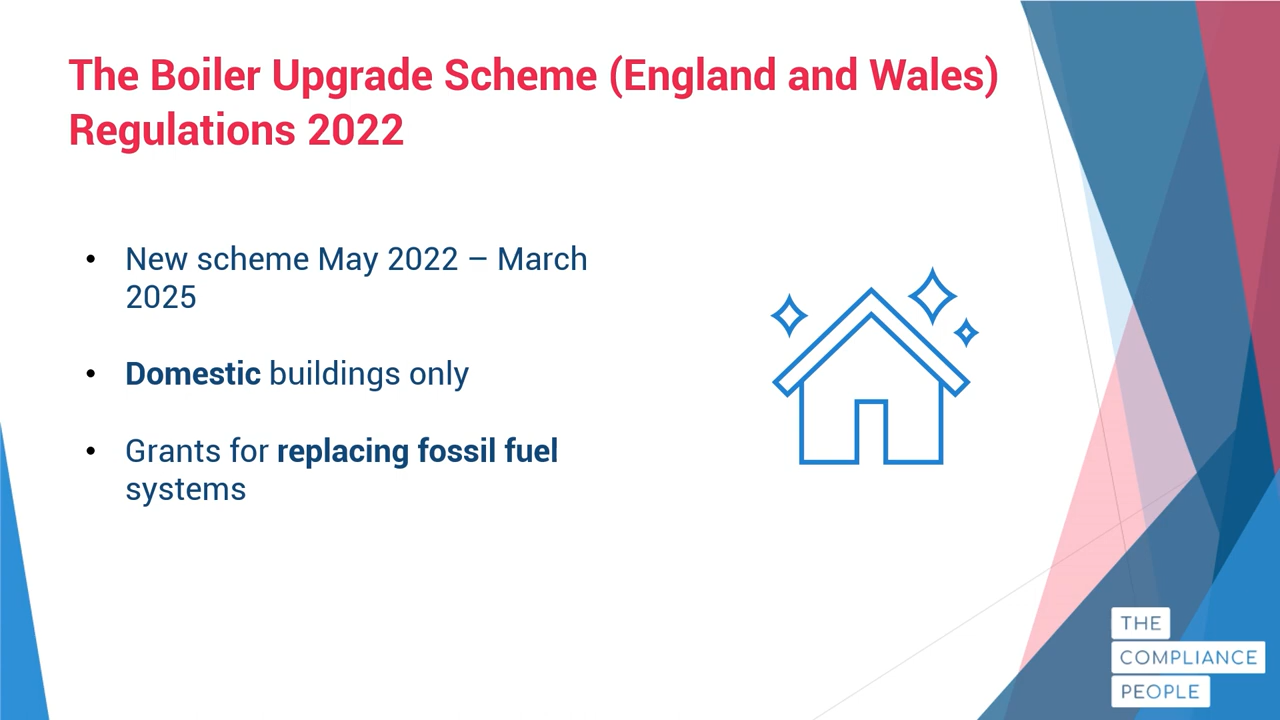 The Boiler Upgrade Scheme (England and Wales)
Regulations 2022
• New scheme May 2022 – March
2025
• Domestic buildings only
• Grants for replacing fossil fuel
systems
THE
COMPLIANCE
PEOPLE